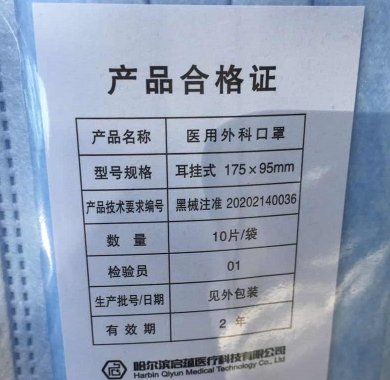 产品合格证
产品名称 医用外科口罩
型号规格 耳挂式 175×95mm
产品技术要求编号 黑械注准 20202140036
数量 10片/袋
检验员 01
生产批号/日期 见外包装
有效期 2 年
哈尔滨启蕴医疗科技有限公司
Harbin Qiyun Medical Technology Co.,Ltd